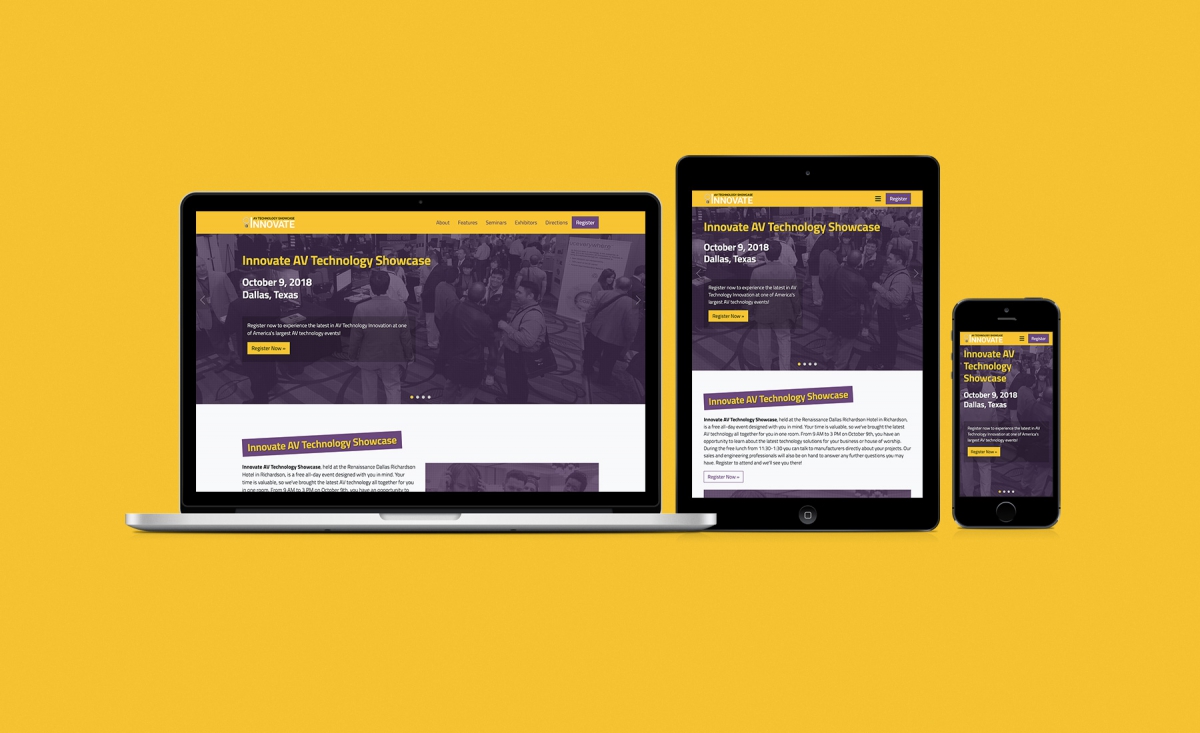 AV TECHNOLOGY SHOWCASE
INNOVATE
About Features Seminars Exhibitors Directions Register
Innovate AV Technology Showcase
October 9, 2018
Dallas, Texas
Register now to experience the latest in AV Technology Innovation at one
of America's largest AV technology events!
Register Now »
Innovate AV Technology Showcase
Innovate AV Technology Showcase, held at the Renaissance Dallas Richardson
Hotel in Richardson, is a free all-day event designed with you in mind. Your
time is valuable, so we've brought the latest AV technology all together for you
in one room. From 9 AM to 3 PM on October 9th, you have an opportunity to
AV TECHNOLOGY SHOWCASE
INNOVATE
Register
Innovate AV Technology Showcase
October 9, 2018
Dallas, Texas
Register now to experience the latest in AV
Technology Innovation at one of America's
largest AV technology events!
Register Now »
Innovate AV Technology Showcase
Innovate AV Technology Showcase, held at the Renaissance Dallas Richardson Hotel in Richardson,
is a free all-day event designed with you in mind. Your time is valuable, so we've brought the latest
AV technology all together for you in one room. From 9 AM to 3 PM on October 9th, you have an
opportunity to learn about the latest technology solutions for your business or house of worship.
During the free lunch from 11:30-1:30 you can talk to manufacturers directly about your projects. Our
sales and engineering professionals will also be on hand to answer any further questions you may
have. Register to attend and we'll see you there!
Register Now »
AV TECHNOLOGY SHOWCASE
INNOVATE
Register
Innovate AV
Technology
Showcase
October 9, 2018
Dallas, Texas
Register now to experience the latest in AV
Technology Innovation at one of America's
largest AV technology events!
Register Now »